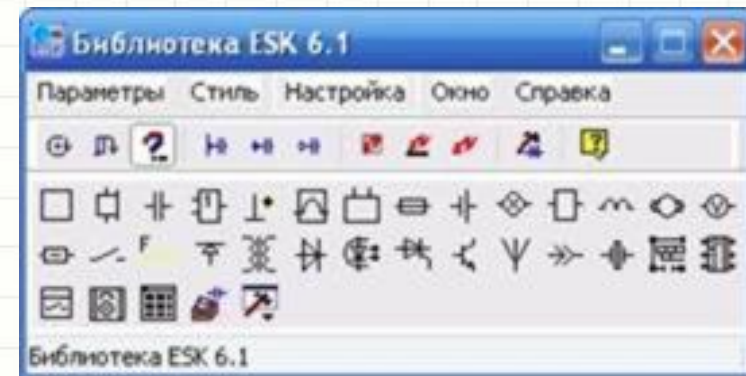 Библиотека ESK 6.1
Параметры Стиль Настройка Окно Справка
F
Библиотека ESK 6.1